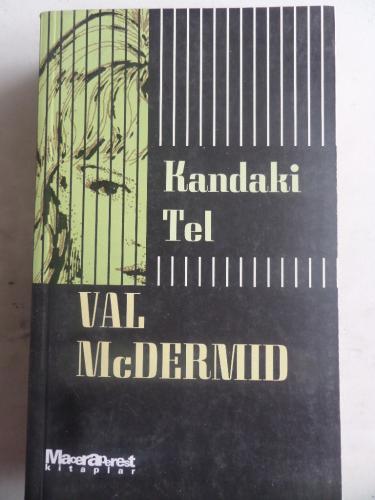 Kandaki
Tel
VAL
McDERMID
Maceraperest
kitaplar